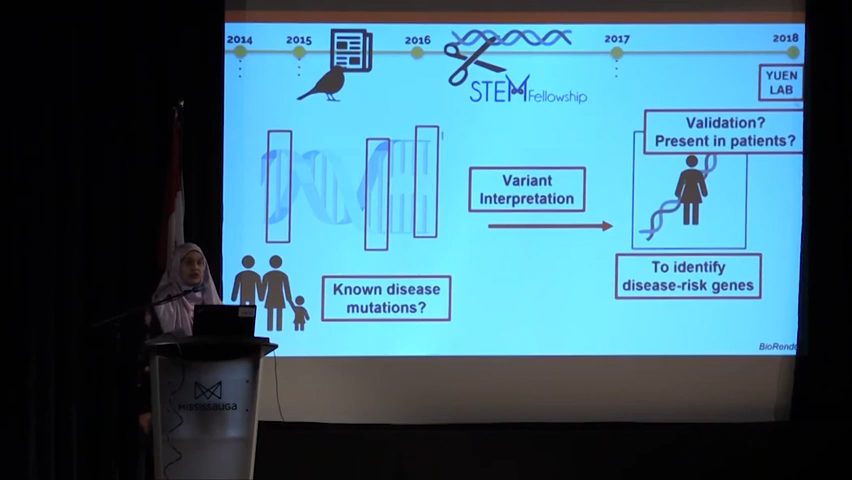 2014 2015 2016 2017 2018
STEM Fellowship
YUEN
LAB
Validation?
Present in patients?
Variant
Interpretation
To identify
disease-risk genes
Known disease
mutations?
MISSISSAUGA